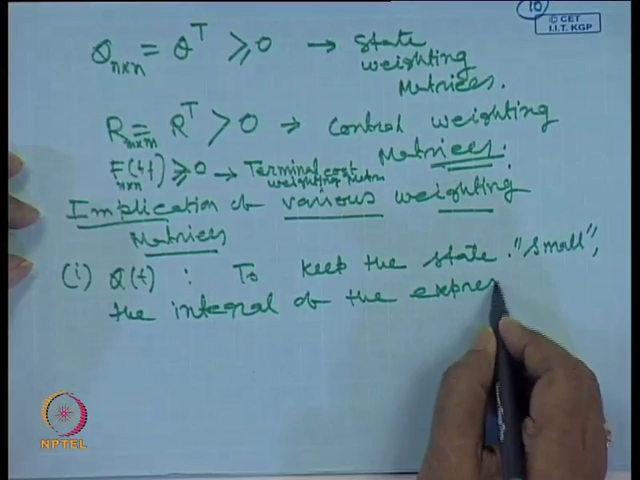 10
© CET
I.I.T. KGP
Q_{n×n} = Q^T ≥ 0 → State
weighting
Matrices.
R_{m×m} = R^T > 0 → Control weighting
Matrices.
F(tf)_{n×n} ≥ 0 → Terminal cost
weighting
Implication of various weighting
Matrices
(i) Q(t) : To keep the state "small",
the integral of the expres
NPTEL